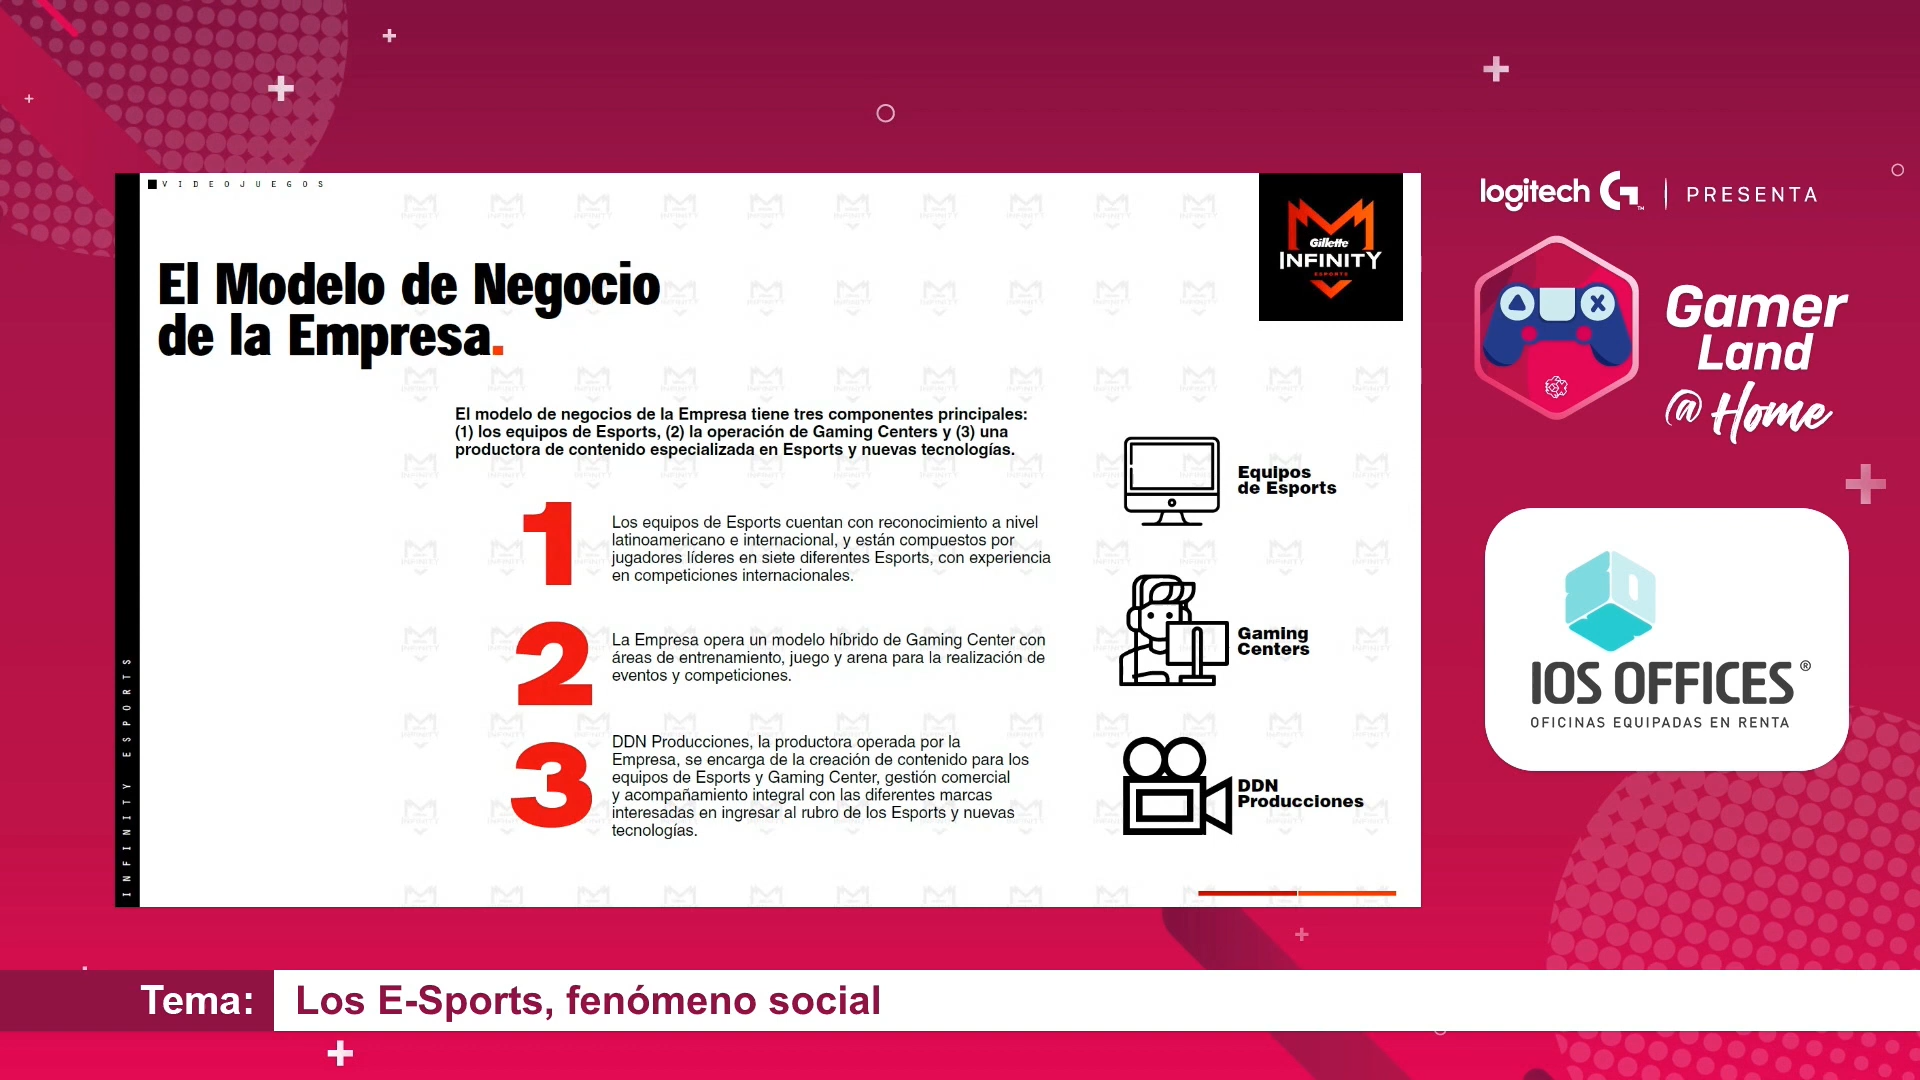 VIDEOJUEGOS
Gillette
INFINITY
ESPORTS
El Modelo de Negocio
de la Empresa.
El modelo de negocios de la Empresa tiene tres componentes principales:
(1) los equipos de Esports, (2) la operación de Gaming Centers y (3) una
productora de contenido especializada en Esports y nuevas tecnologías.
1
Los equipos de Esports cuentan con reconocimiento a nivel
latinoamericano e internacional, y están compuestos por
jugadores líderes en siete diferentes Esports, con experiencia
en competiciones internacionales.
Equipos
de Esports
2
La Empresa opera un modelo híbrido de Gaming Center con
áreas de entrenamiento, juego y arena para la realización de
eventos y competiciones.
Gaming
Centers
3
DDN Producciones, la productora operada por la
Empresa, se encarga de la creación de contenido para los
equipos de Esports y Gaming Center, gestión comercial
y acompañamiento integral con las diferentes marcas
interesadas en ingresar al rubro de los Esports y nuevas
tecnologías.
DDN
Producciones
INFINITY ESPORTS
logitech G™ | PRESENTA
Gamer
Land
@Home
IOS OFFICES®
OFICINAS EQUIPADAS EN RENTA
Tema: Los E-Sports, fenómeno social